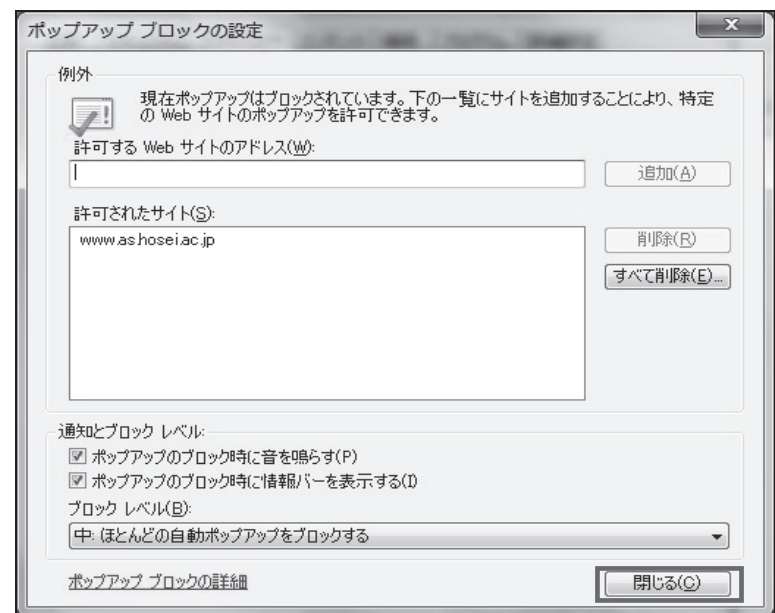 ポップアップ ブロックの設定
例外
現在ポップアップはブロックされています。下の一覧にサイトを追加することにより、特定
の Web サイトのポップアップを許可できます。
許可する Web サイトのアドレス(W):
追加(A)
許可されたサイト(S):
www.as.hosei.ac.jp
削除(R)
すべて削除(E)...
通知とブロック レベル:
ポップアップのブロック時に音を鳴らす(P)
ポップアップのブロック時に情報バーを表示する(I)
ブロック レベル(B):
中: ほとんどの自動ポップアップをブロックする
ポップアップ ブロックの詳細
閉じる(C)